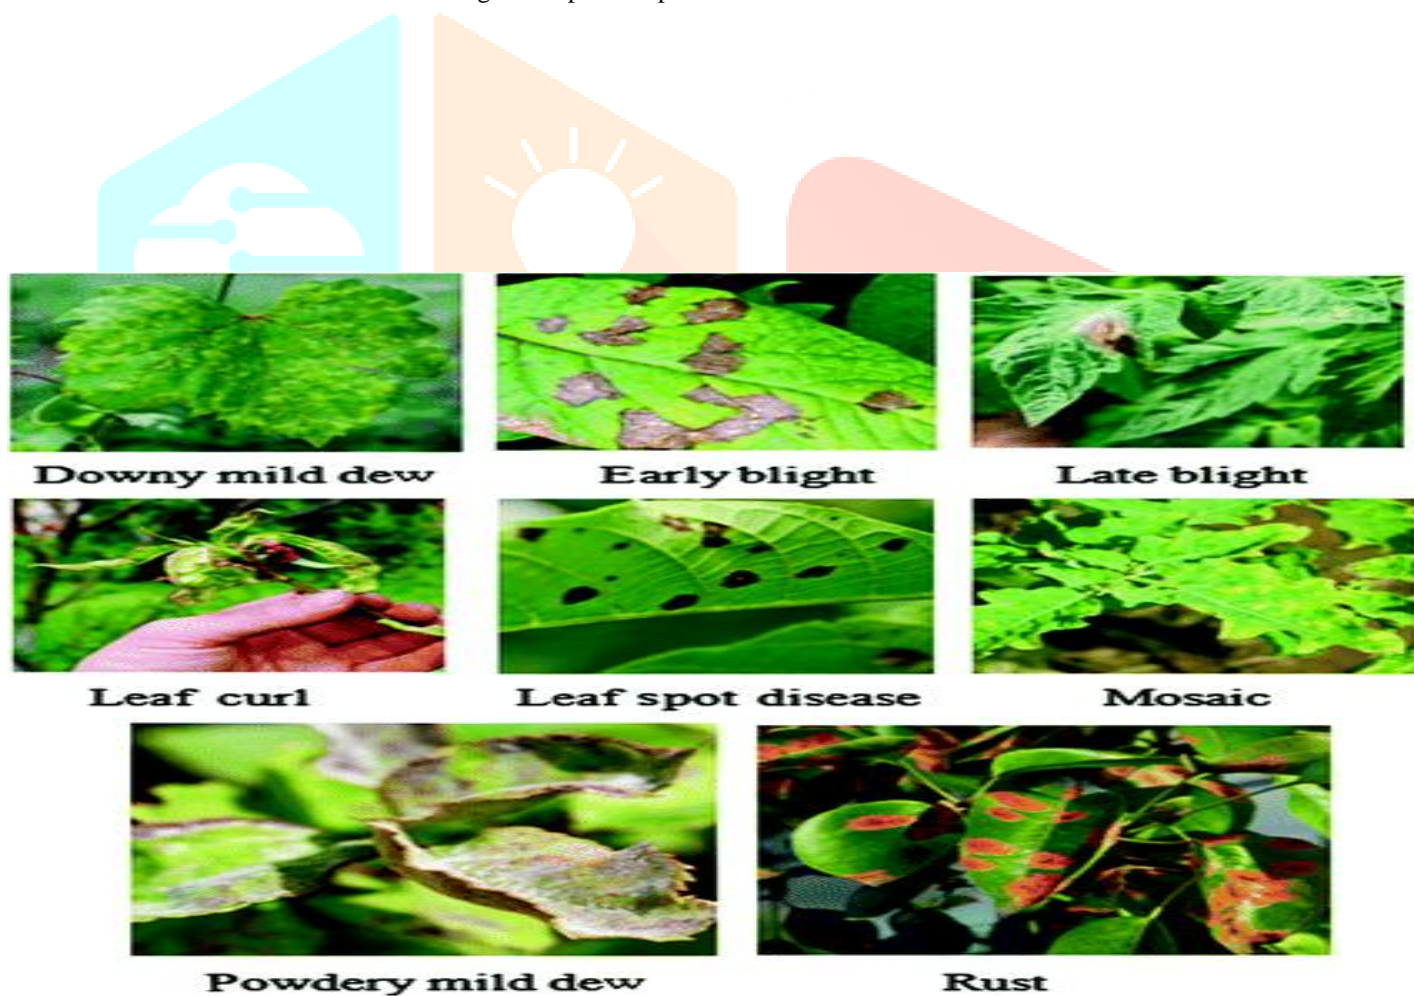 Downy mild dew
Early blight
Late blight
Leaf curl
Leaf spot disease
Mosaic
Powdery mild dew
Rust